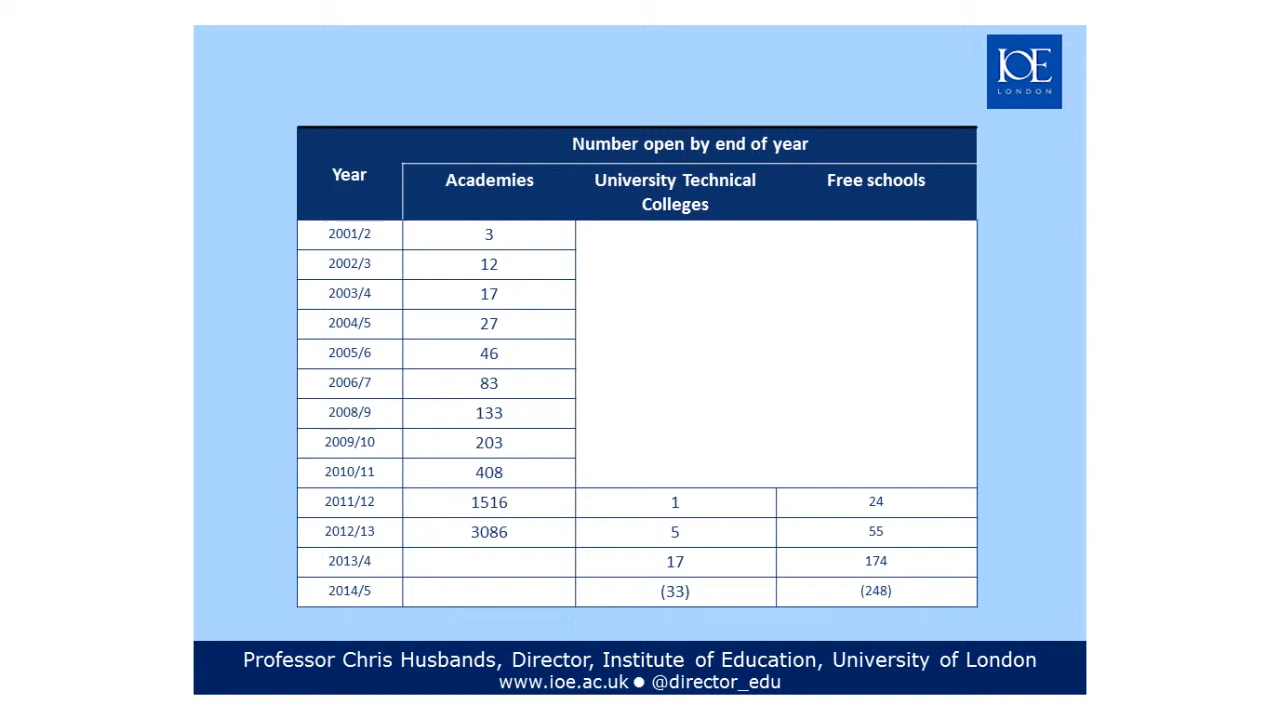 IOE
LONDON
Number open by end of year
Year
Academies University Technical Free schools
Colleges
2001/2 3
2002/3 12
2003/4 17
2004/5 27
2005/6 46
2006/7 83
2008/9 133
2009/10 203
2010/11 408
2011/12 1516 1 24
2012/13 3086 5 55
2013/4 17 174
2014/5 (33) (248)
Professor Chris Husbands, Director, Institute of Education, University of London
www.ioe.ac.uk ● @director_edu